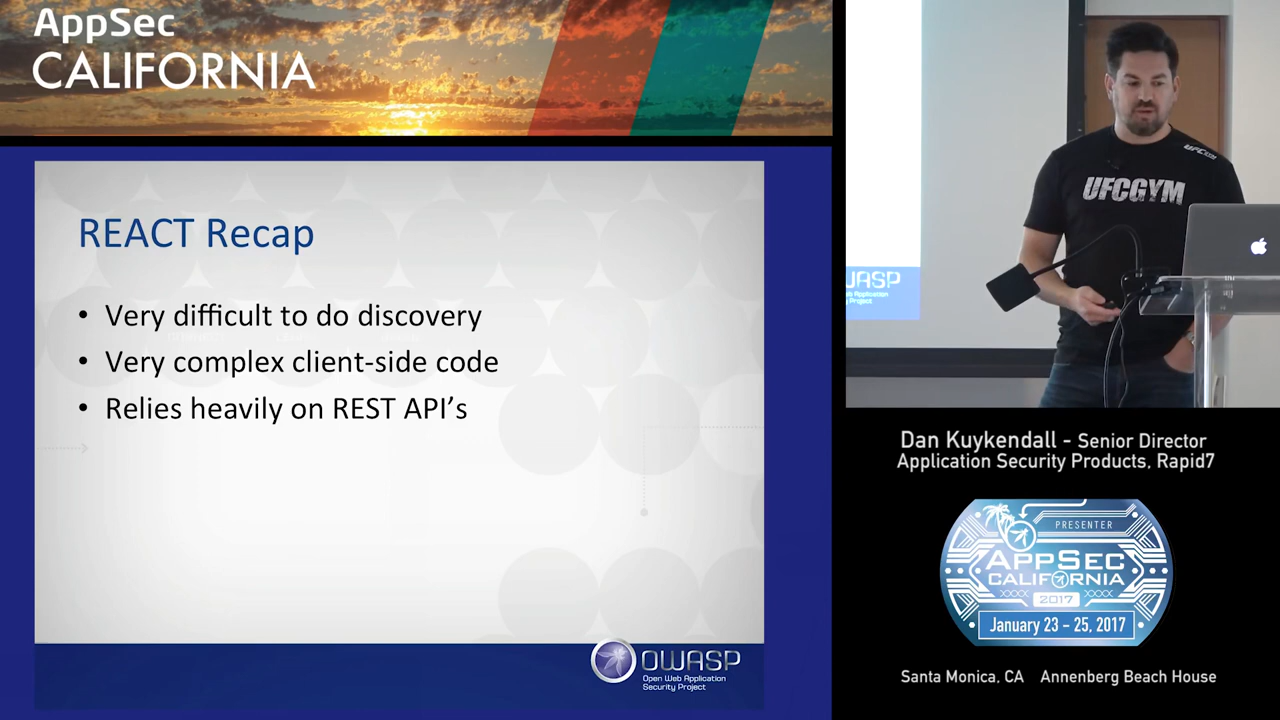 AppSec
CALIFORNIA
REACT Recap
• Very difficult to do discovery
• Very complex client-side code
• Relies heavily on REST API’s
OWASP
Open Web Application
Security Project
UFCGYM
UFCGYM
Dan Kuykendall - Senior Director
Application Security Products, Rapid7
PRESENTER
APPSEC
CALIFORNIA
2017
January 23 - 25, 2017
Santa Monica, CA Annenberg Beach House